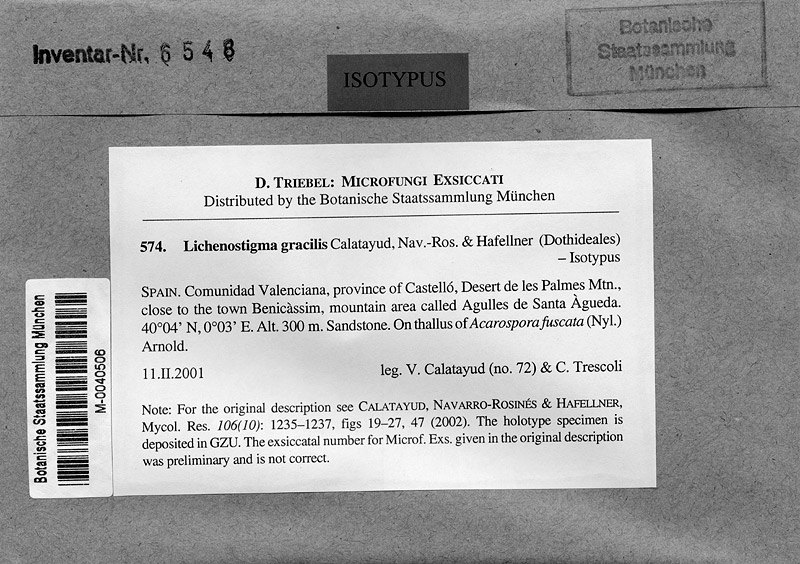 Inventar-Nr. 6548
Botanische
Staatssammlung
München
ISOTYPUS
D. TRIEBEL: MICROFUNGI EXSICCATI
Distributed by the Botanische Staatssammlung München
574. Lichenostigma gracilis Calatayud, Nav.-Ros. & Hafellner (Dothideales)
– Isotypus
SPAIN. Comunidad Valenciana, province of Castelló, Desert de les Palmes Mtn.,
close to the town Benicàssim, mountain area called Agulles de Santa Àgueda.
40°04' N, 0°03' E. Alt. 300 m. Sandstone. On thallus of Acarospora fuscata (Nyl.)
Arnold.
11.II.2001 leg. V. Calatayud (no. 72) & C. Trescoli
Note: For the original description see CALATAYUD, NAVARRO-ROSINÉS & HAFELLNER,
Mycol. Res. 106(10): 1235–1237, figs 19–27, 47 (2002). The holotype specimen is
deposited in GZU. The exsiccatal number for Microf. Exs. given in the original description
was preliminary and is not correct.
Botanische Staatssammlung München
M-0040506